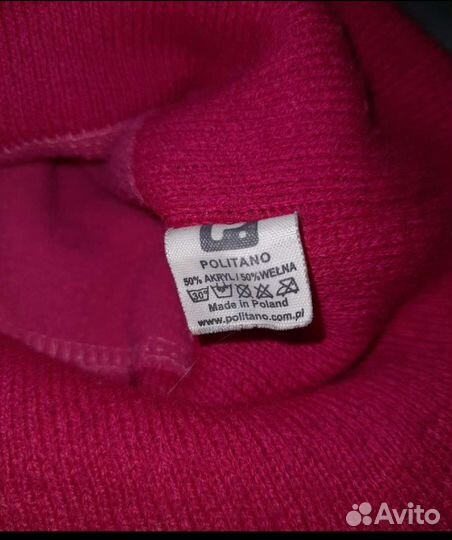 POLITANO
50% AKRYL I 50% WEŁNA
30°
Made in Poland
www.politano.com.pl
Avito